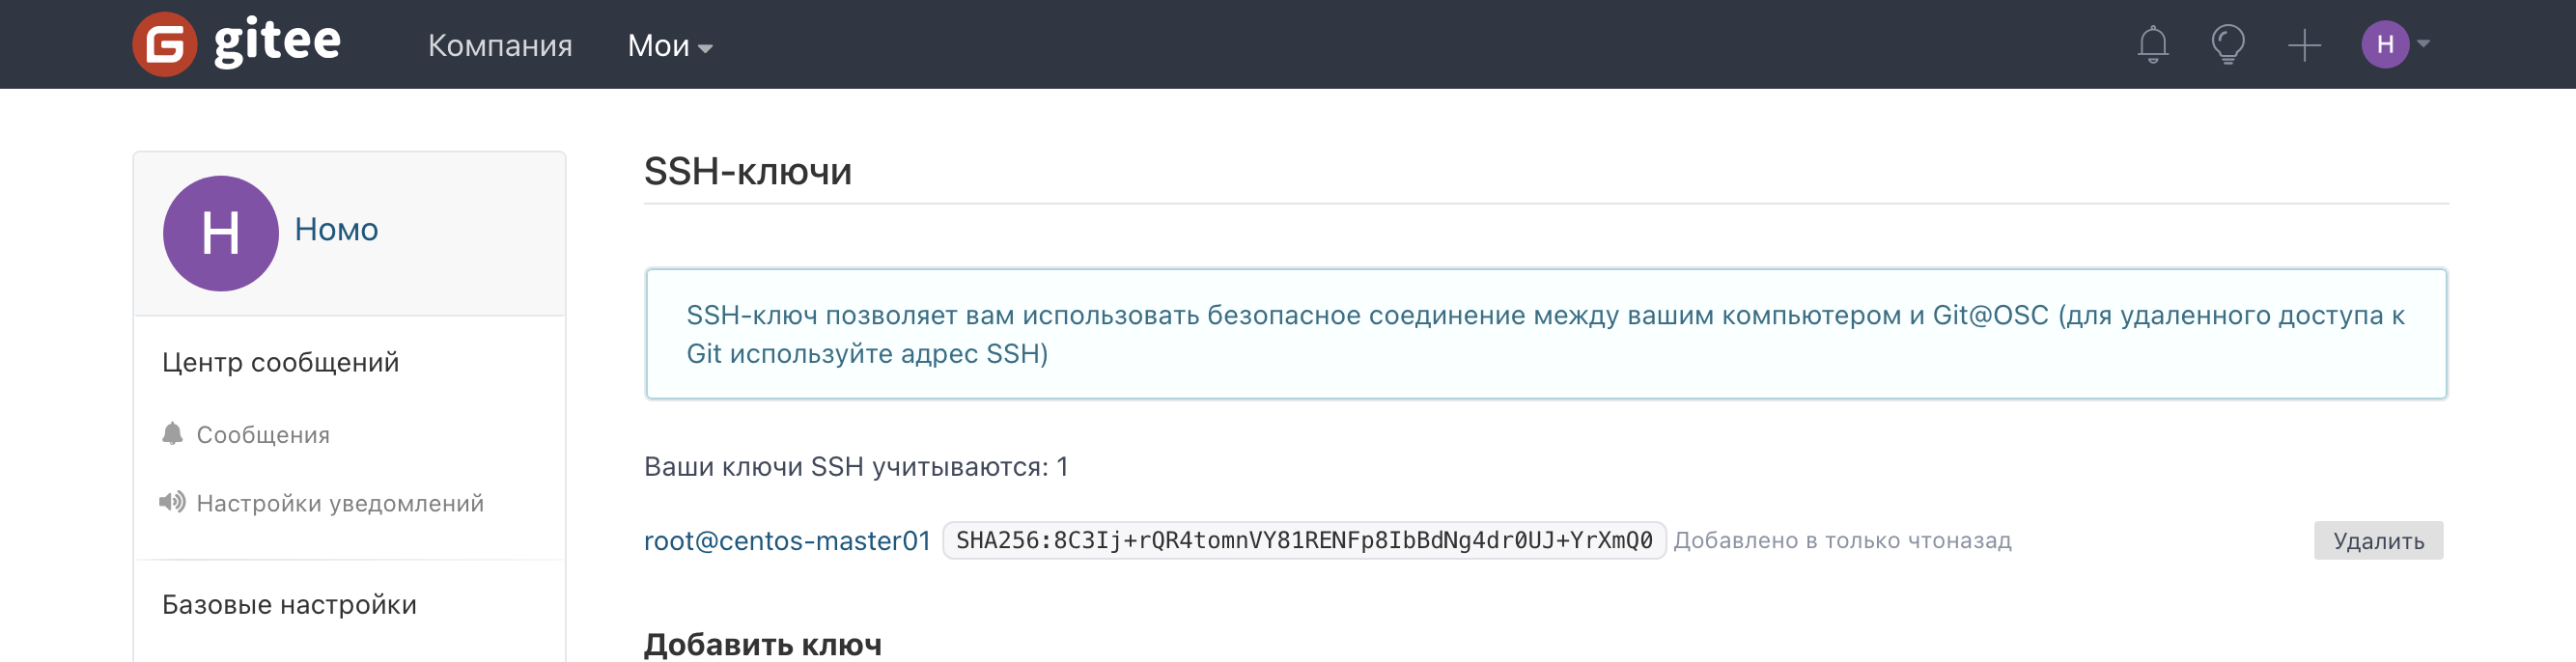 gitee Компания Мои
H
H Номо
SSH-ключи
SSH-ключ позволяет вам использовать безопасное соединение между вашим компьютером и Git@OSC (для удаленного доступа к
Git используйте адрес SSH)
Центр сообщений
Сообщения
Настройки уведомлений
Базовые настройки
Ваши ключи SSH учитываются: 1
root@centos-master01 SHA256:8C3Ij+rQR4tomnVY81RENFp8IbBdNg4dr0UJ+YrXmQ0 Добавлено в только чтоназад Удалить
Добавить ключ